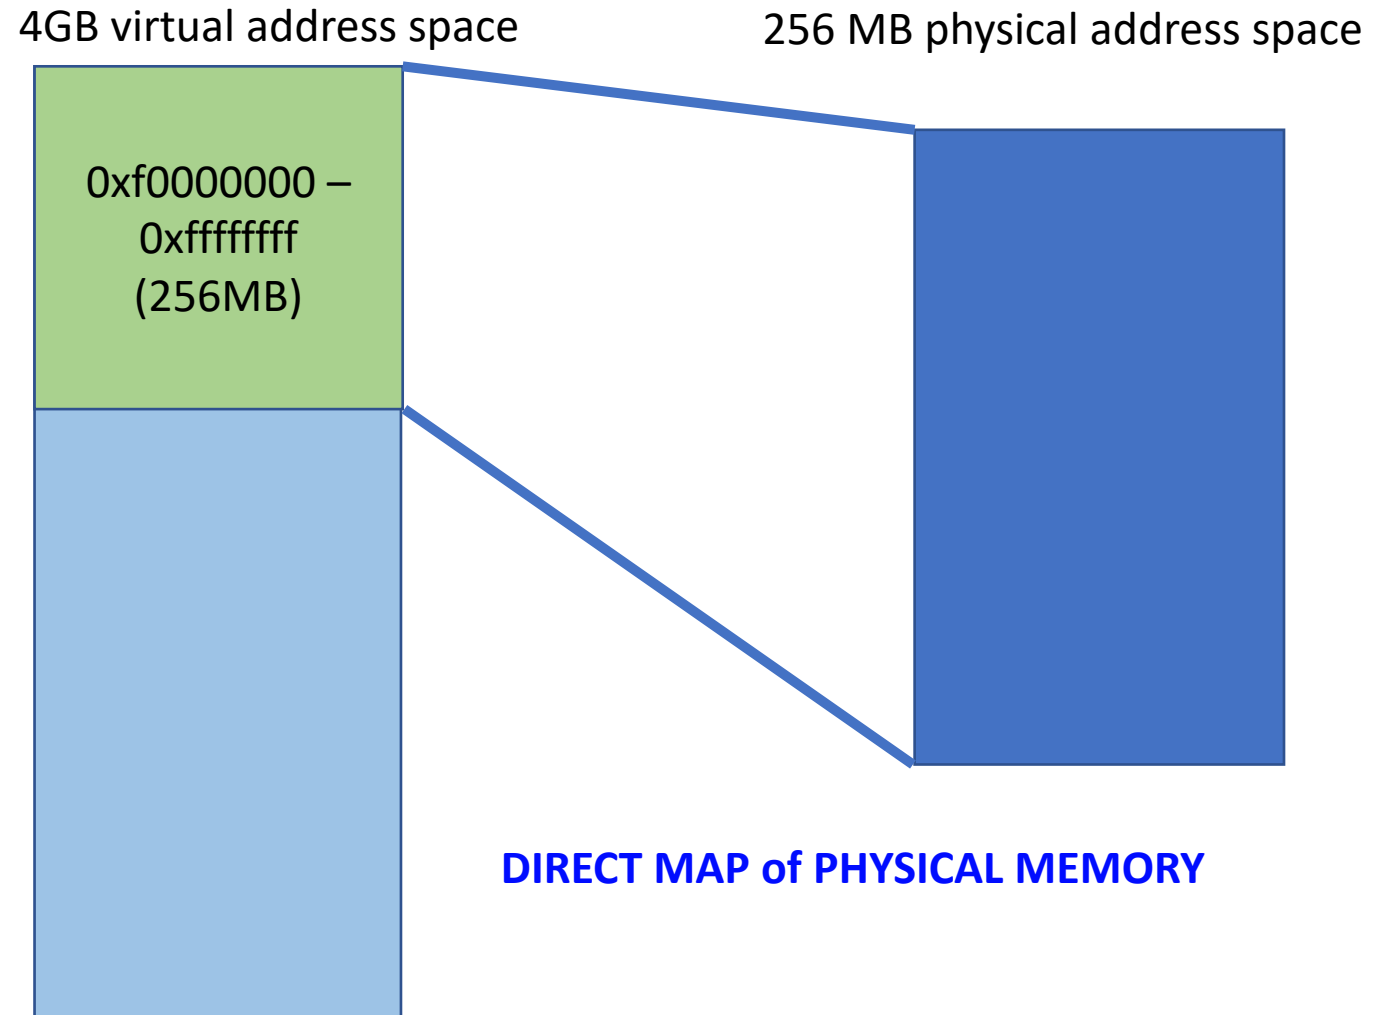 4GB virtual address space
256 MB physical address space
0xf0000000 –
0xffffffff
(256MB)
DIRECT MAP of PHYSICAL MEMORY